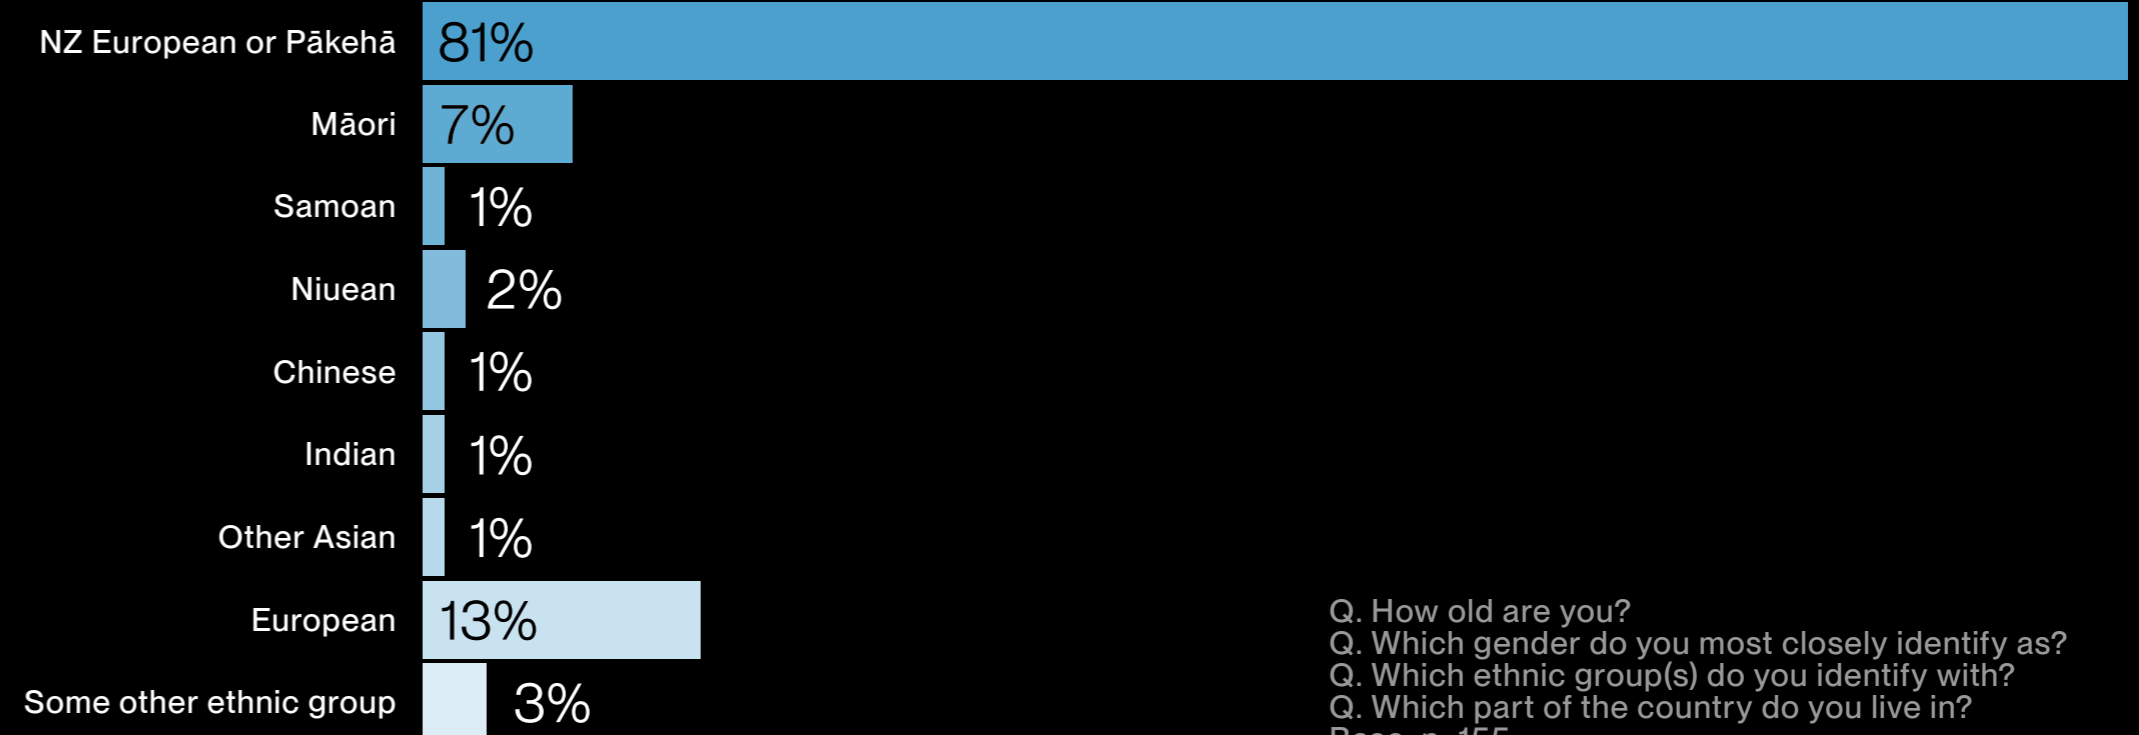 NZ European or Pākehā 81%
Māori 7%
Samoan 1%
Niuean 2%
Chinese 1%
Indian 1%
Other Asian 1%
European 13%
Some other ethnic group 3%
Q. How old are you?
Q. Which gender do you most closely identify as?
Q. Which ethnic group(s) do you identify with?
Q. Which part of the country do you live in?